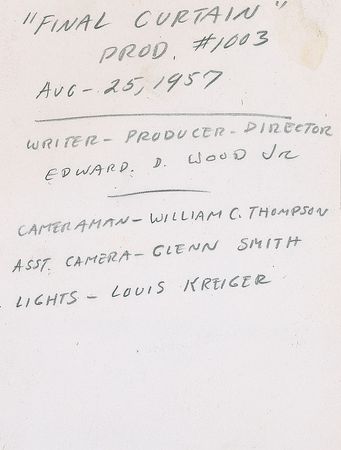 "FINAL CURTAIN"
PROD. #1003
AUG - 25, 1957
WRITER - PRODUCER - DIRECTOR
EDWARD. D. WOOD JR
CAMERAMAN - WILLIAM C. THOMPSON
ASST. CAMERA - GLENN SMITH
LIGHTS - LOUIS KREIGER